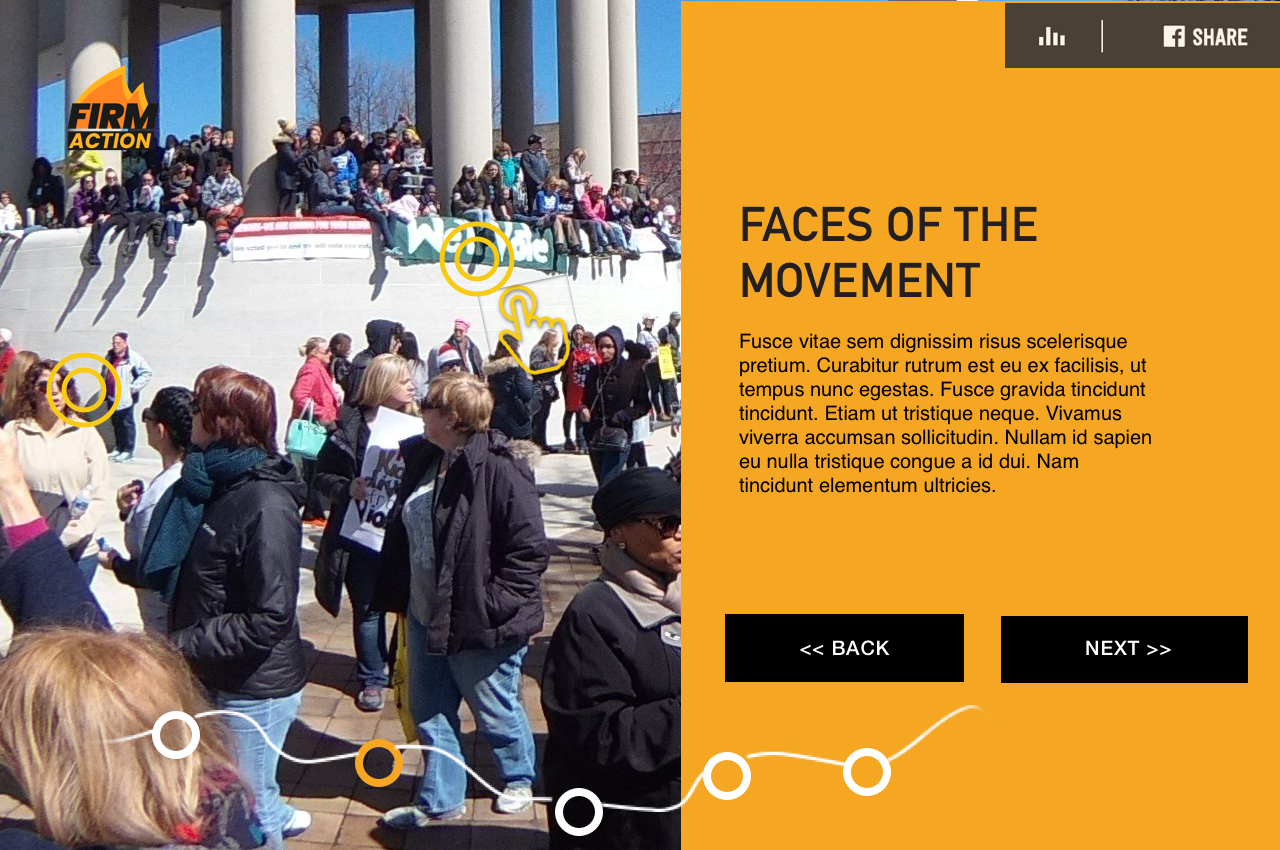 FIRM
ACTION
SHARE
We
FACES OF THE
MOVEMENT
Fusce vitae sem dignissim risus scelerisque
pretium. Curabitur rutrum est eu ex facilisis, ut
tempus nunc egestas. Fusce gravida tincidunt
tincidunt. Etiam ut tristique neque. Vivamus
viverra accumsan sollicitudin. Nullam id sapien
eu nulla tristique congue a id dui. Nam
tincidunt elementum ultricies.
<< BACK
NEXT >>